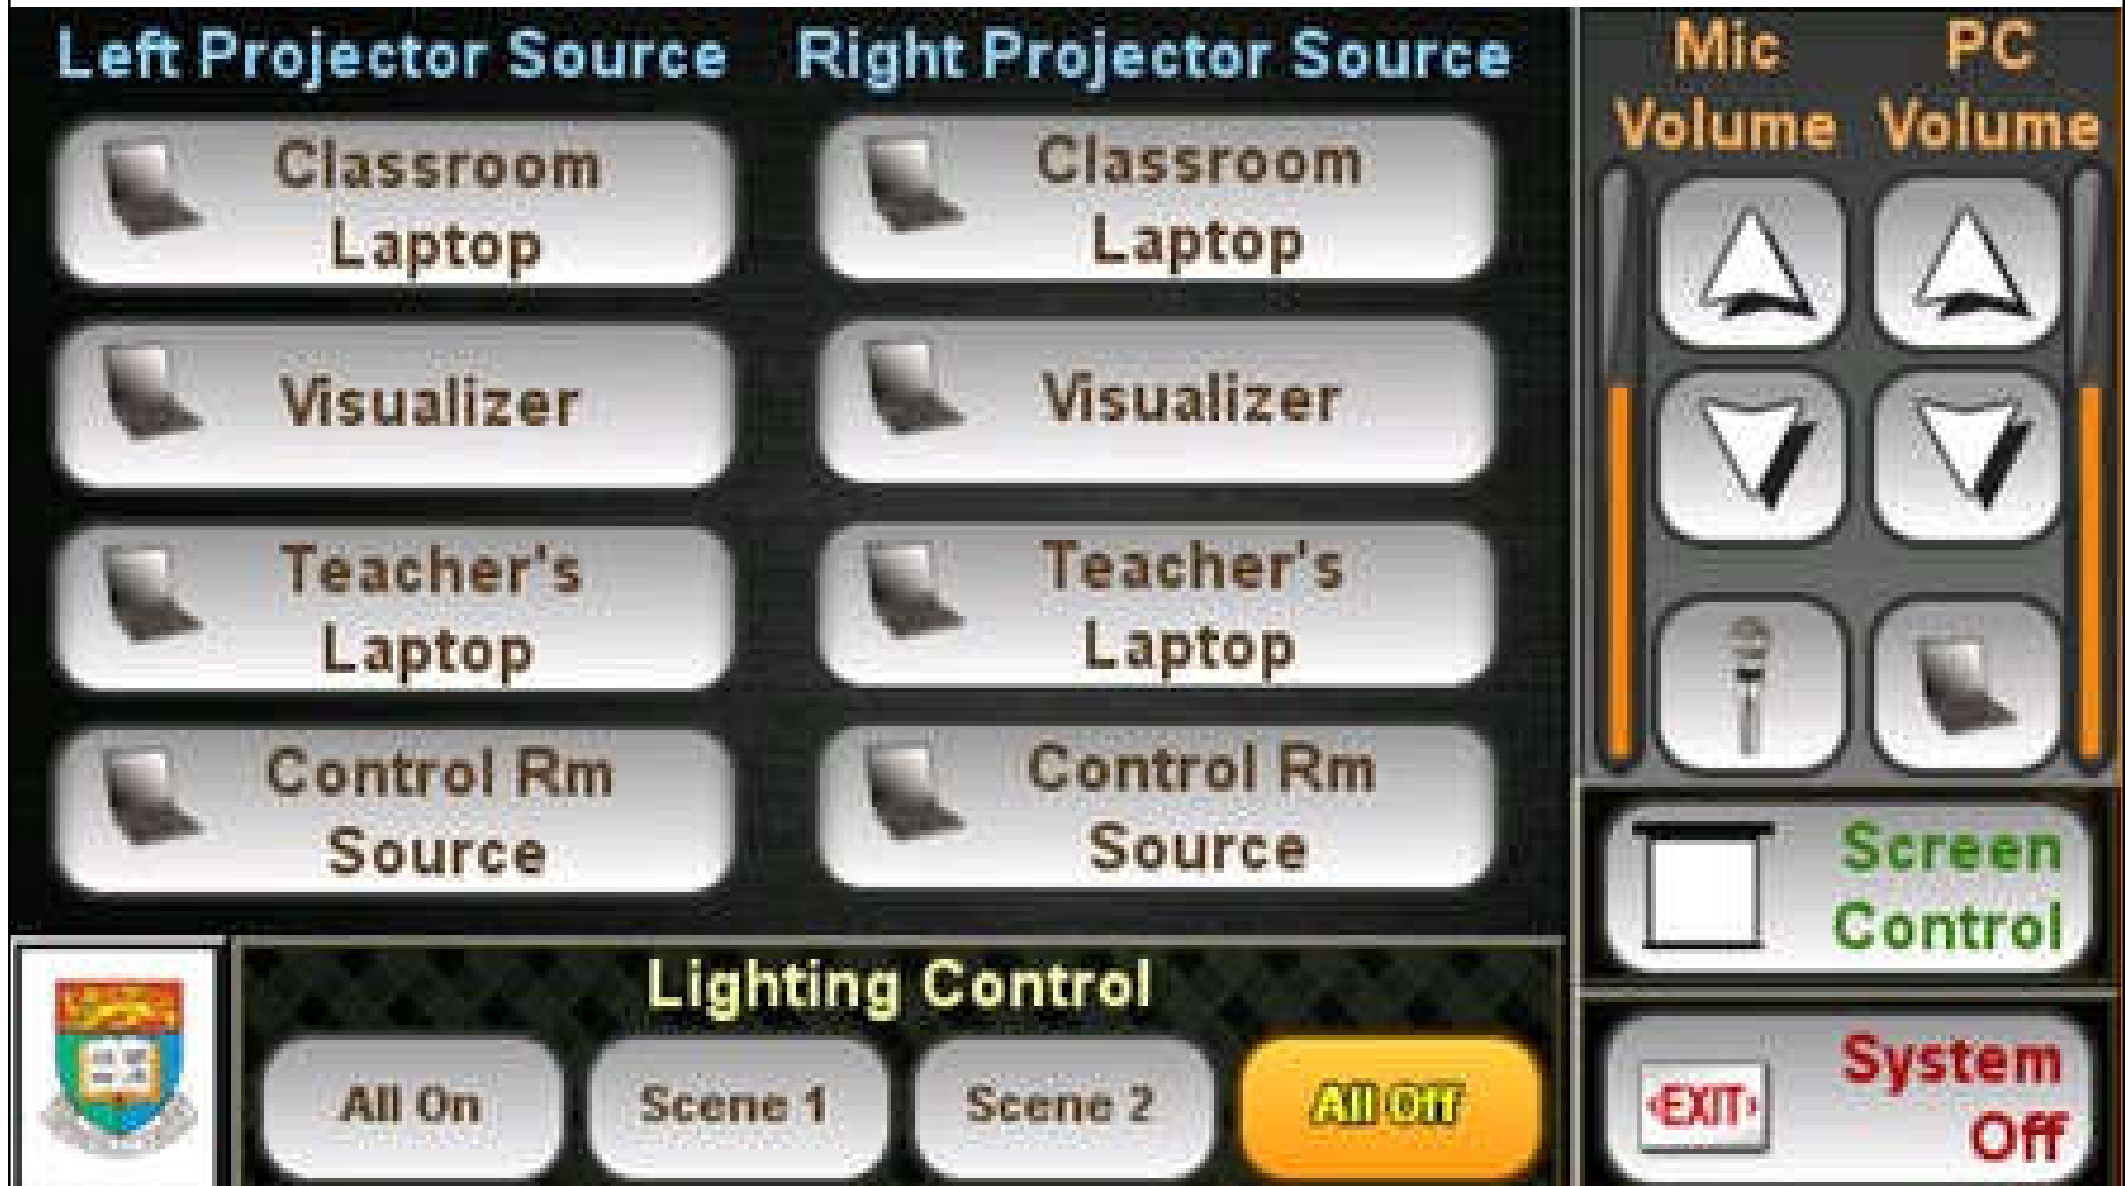 Left Projector Source
Classroom
Laptop
Visualizer
Teacher's
Laptop
Control Rm
Source
Right Projector Source
Classroom
Laptop
Visualizer
Teacher's
Laptop
Control Rm
Source
Mic
Volume
PC
Volume
Screen
Control
Lighting Control
All On
Scene 1
Scene 2
All Off
EXIT
System
Off